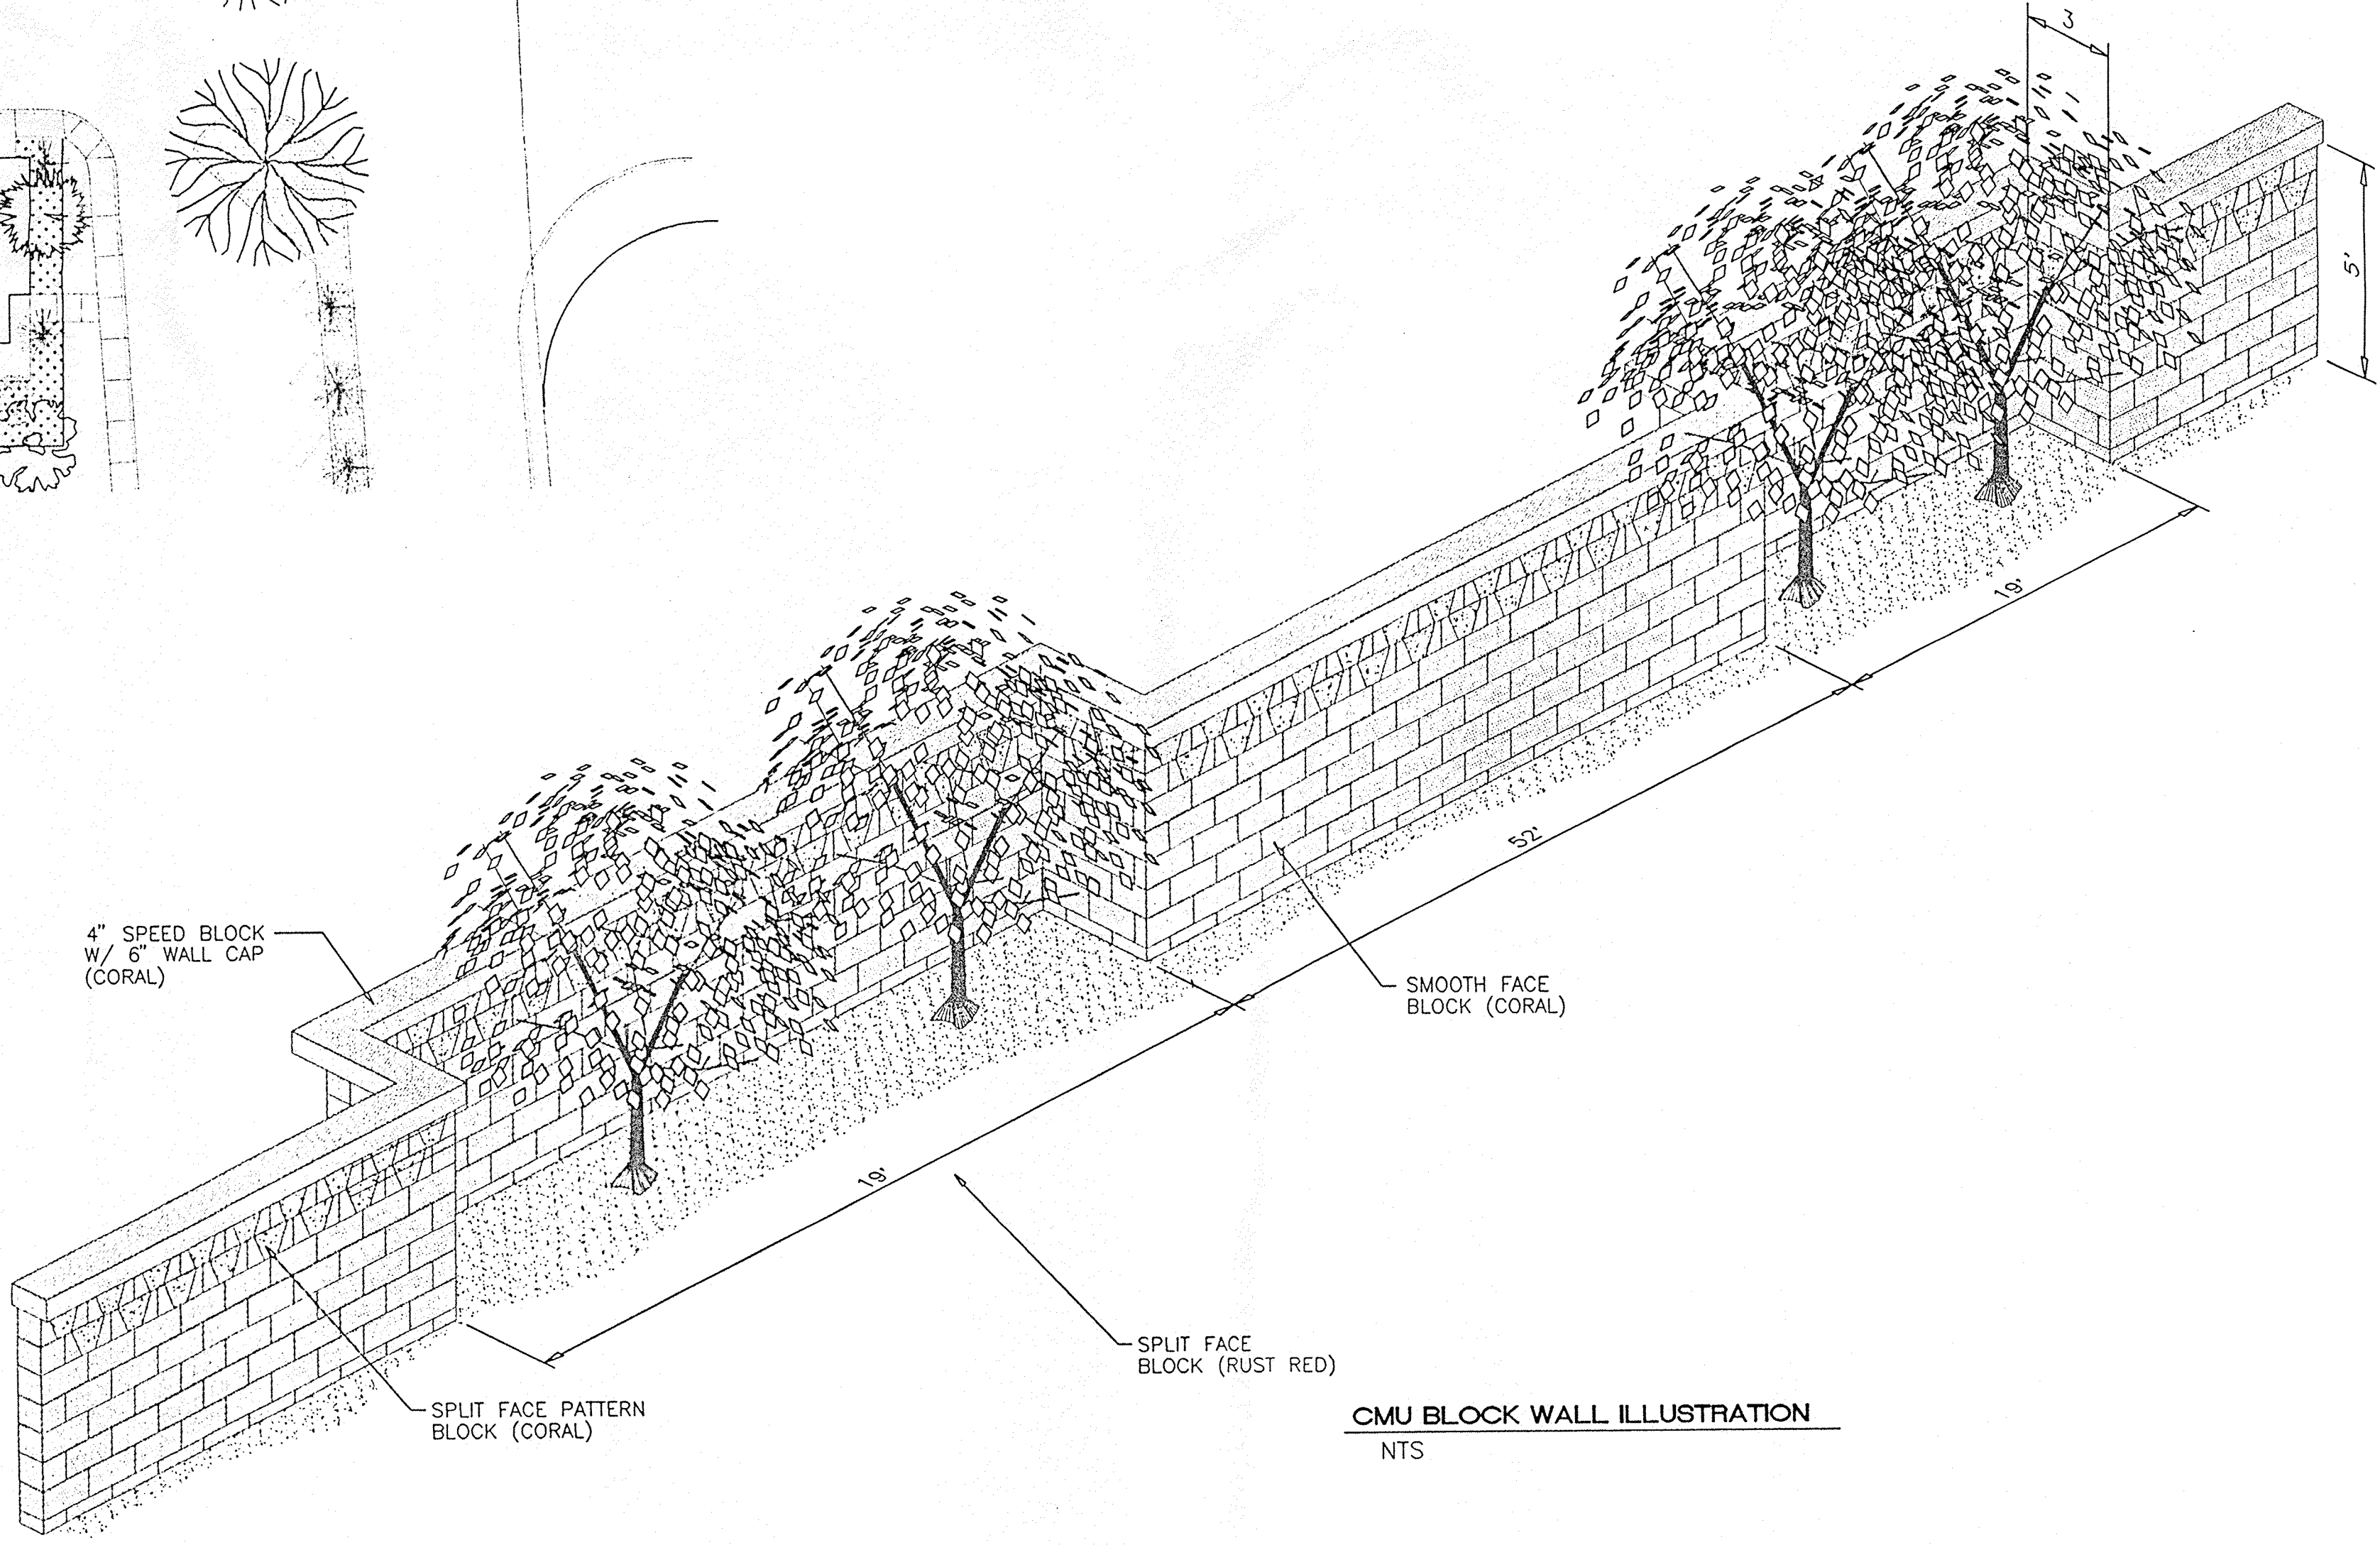 3
5'
19'
52'
4" SPEED BLOCK
W/ 6" WALL CAP
(CORAL)
SMOOTH FACE
BLOCK (CORAL)
19'
SPLIT FACE
BLOCK (RUST RED)
SPLIT FACE PATTERN
BLOCK (CORAL)
CMU BLOCK WALL ILLUSTRATION
NTS